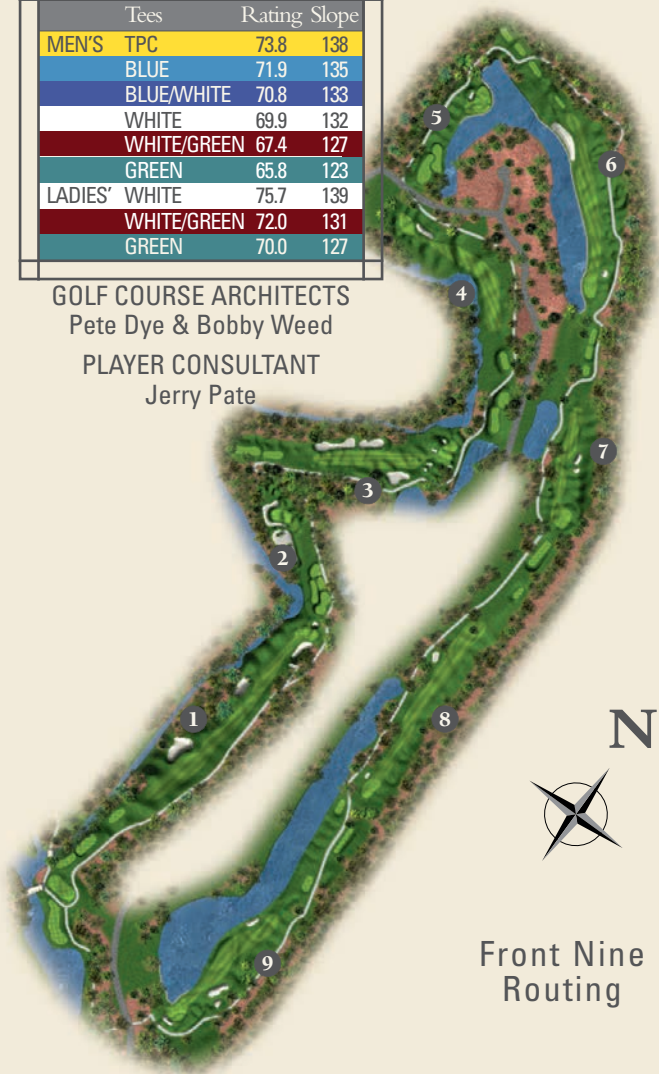 Tees Rating Slope
MEN'S TPC 73.8 138
BLUE 71.9 135
BLUE/WHITE 70.8 133
WHITE 69.9 132
WHITE/GREEN 67.4 127
GREEN 65.8 123
LADIES' WHITE 75.7 139
WHITE/GREEN 72.0 131
GREEN 70.0 127
GOLF COURSE ARCHITECTS
Pete Dye & Bobby Weed
PLAYER CONSULTANT
Jerry Pate
5
6
4
7
3
2
1
8
N
9
Front Nine
Routing